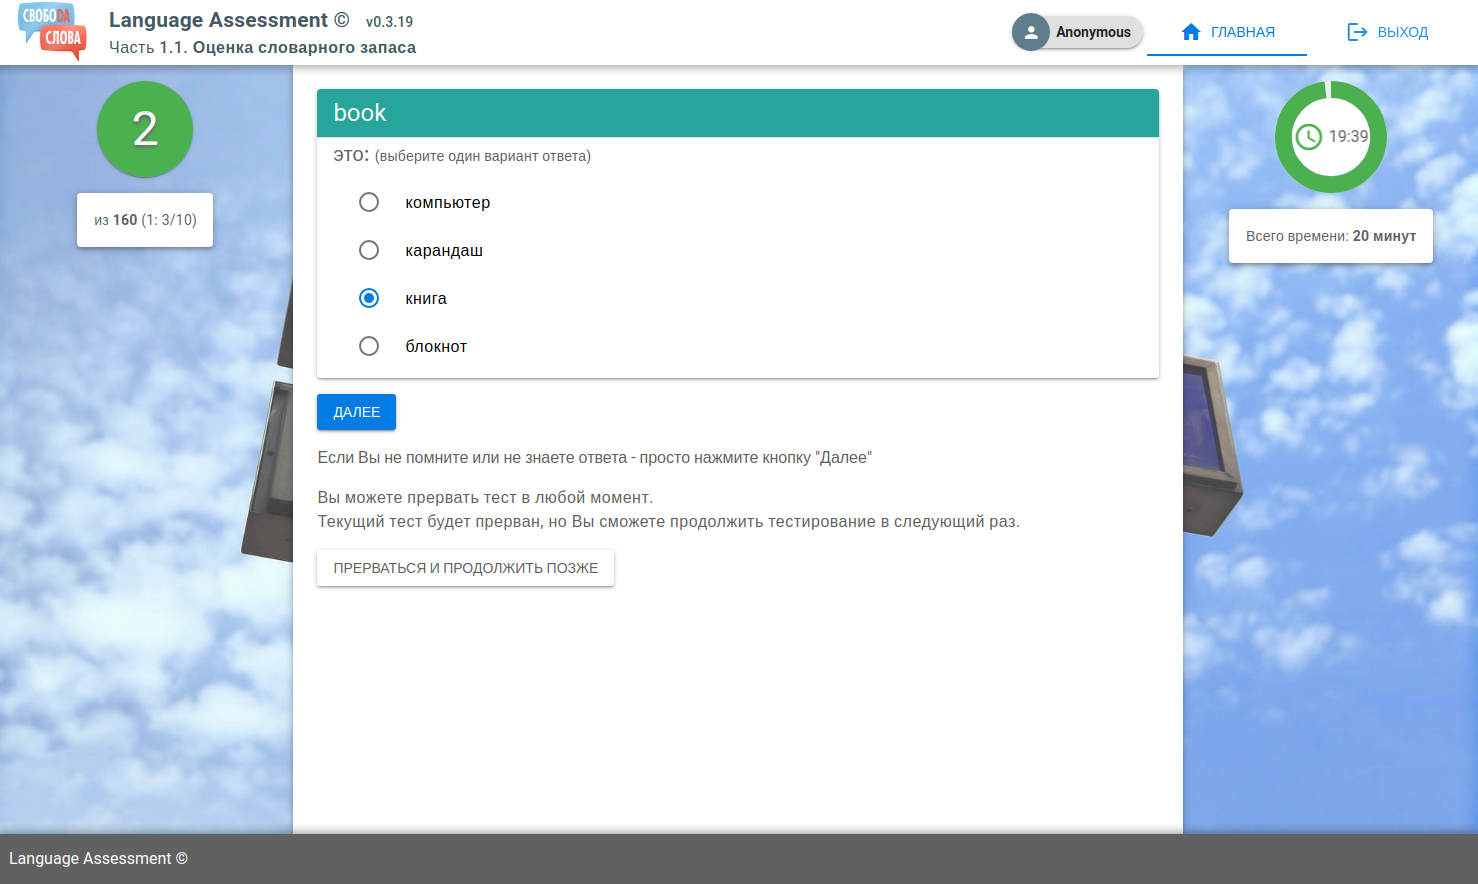 СВОБОDA
СЛОВА
Language Assessment © v0.3.19
Часть 1.1. Оценка словарного запаса
Anonymous
ГЛАВНАЯ
ВЫХОД
2
из 160 (1: 3/10)
book
это: (выберите один вариант ответа)
компьютер
карандаш
книга
блокнот
ДАЛЕЕ
Если Вы не помните или не знаете ответа - просто нажмите кнопку "Далее"
Вы можете прервать тест в любой момент.
Текущий тест будет прерван, но Вы сможете продолжить тестирование в следующий раз.
ПРЕРВАТЬСЯ И ПРОДОЛЖИТЬ ПОЗЖЕ
19:39
Всего времени: 20 минут
Language Assessment ©